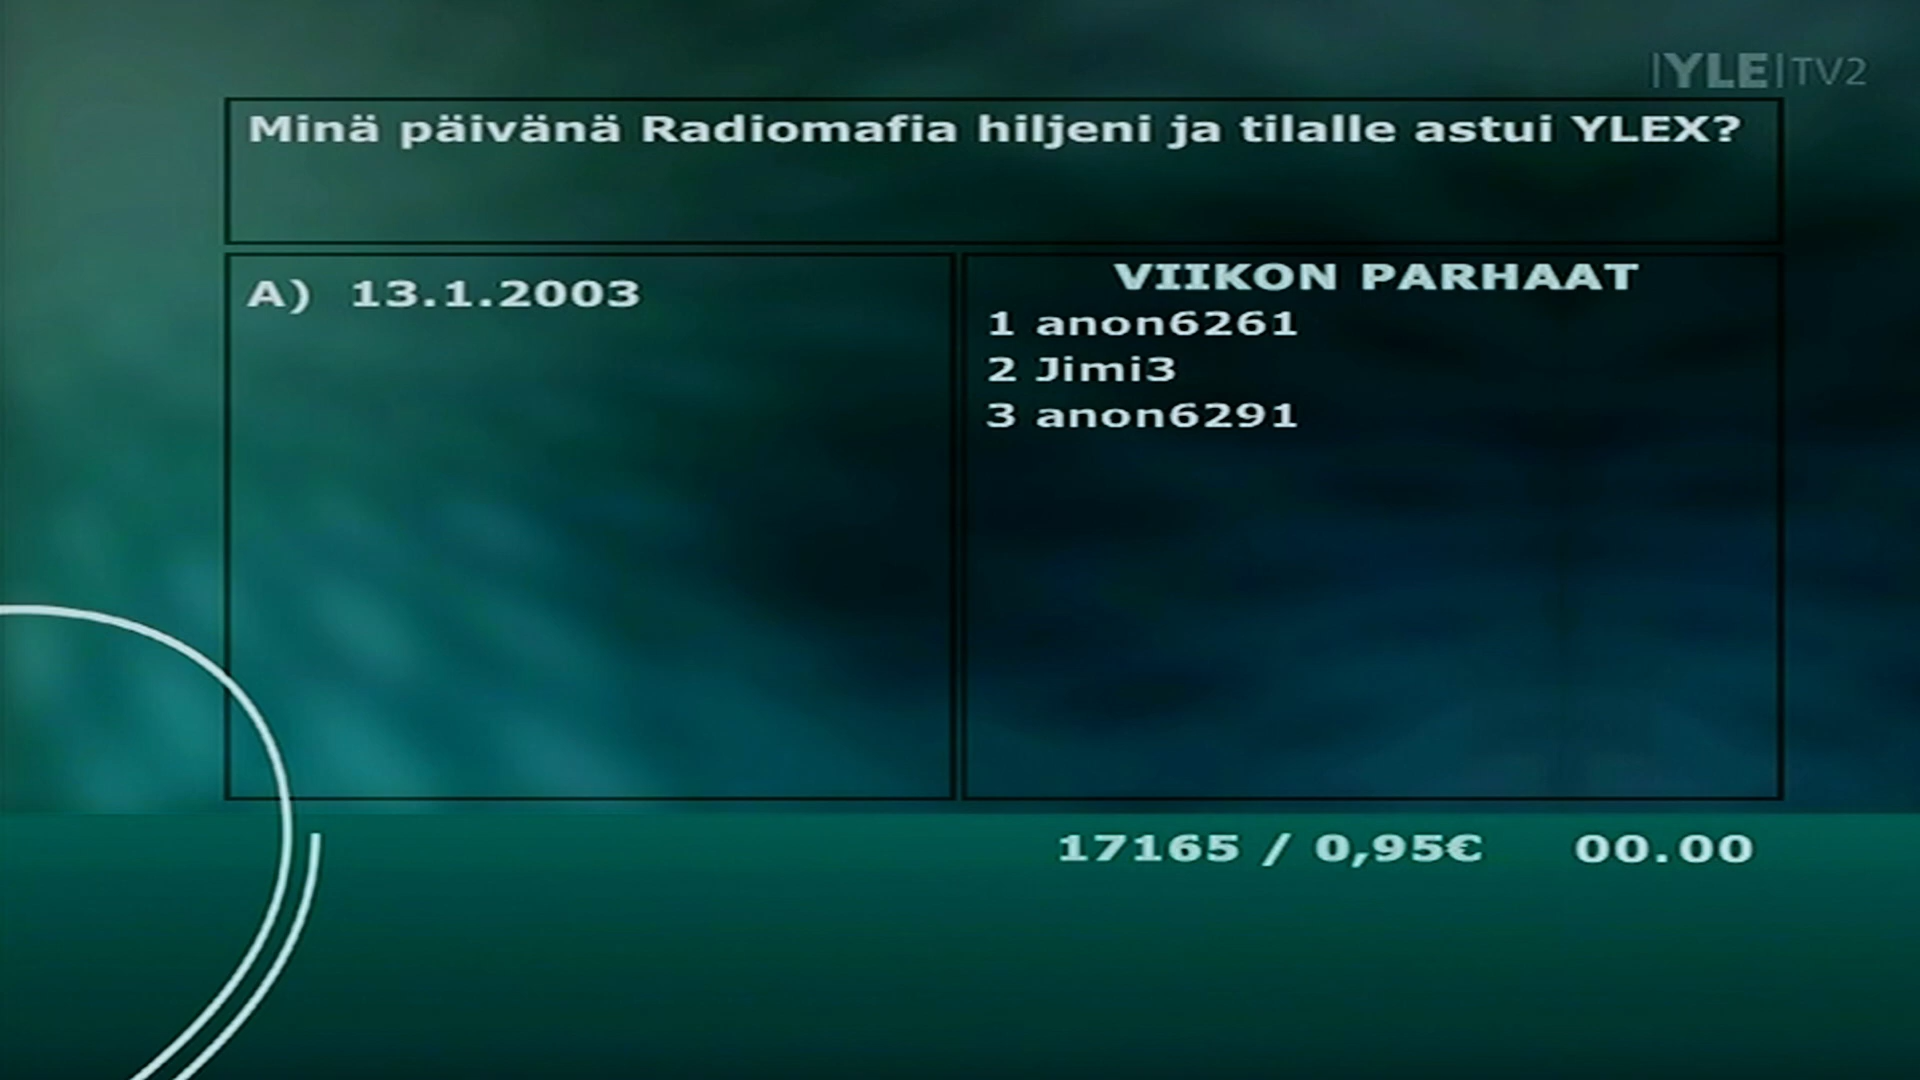 YLE TV2
Minä päivänä Radiomafia hiljeni ja tilalle astui YLEX?
A) 13.1.2003
VIIKON PARHAAT
1 anon6261
2 Jimi3
3 anon6291
17165 / 0,95€ 00.00